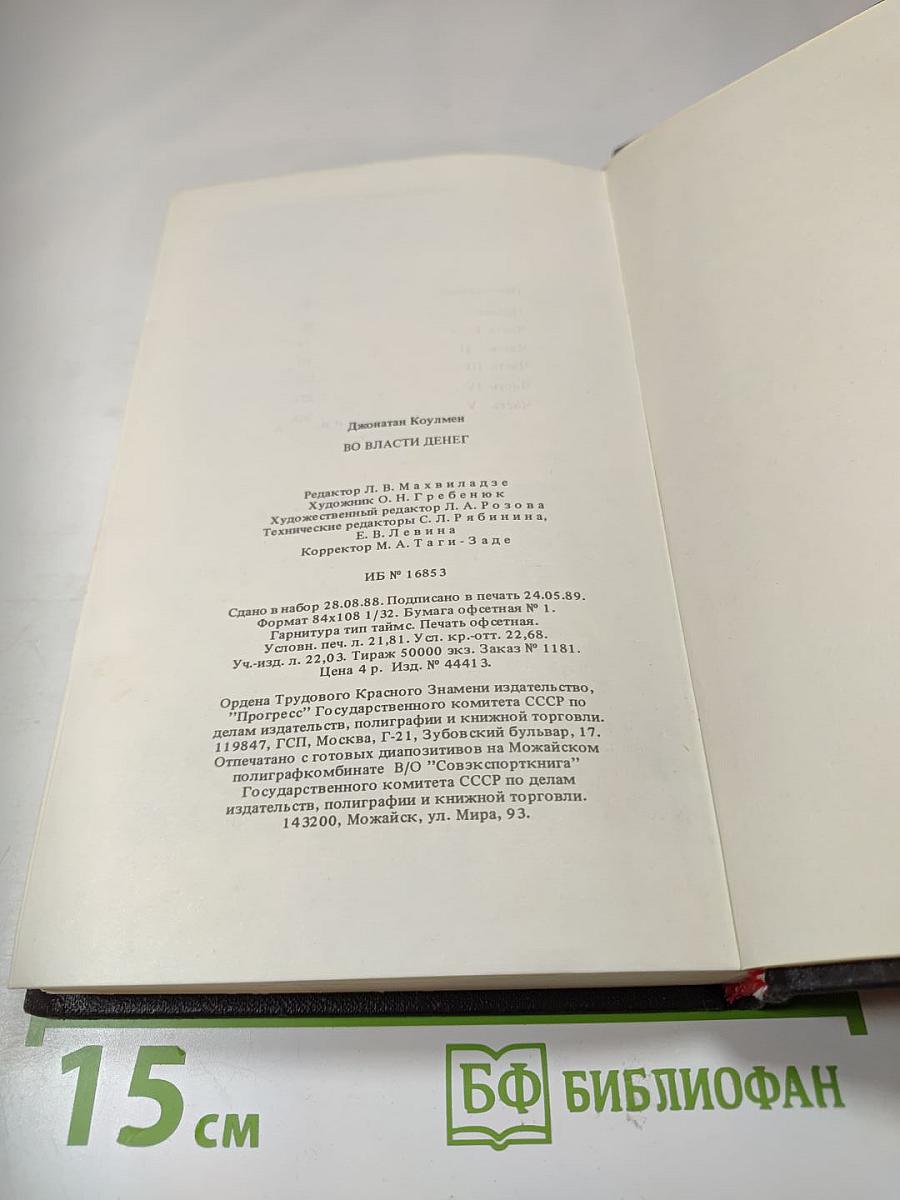 Джонатан Коулмен
ВО ВЛАСТИ ДЕНЕГ
Редактор Л. В. Махвиладзе
Художник О. Н. Гребенюк
Художественный редактор Л. А. Розова
Технические редакторы С. Л. Рябинина,
Е. В. Левина
Корректор М. А. Таги-Заде
ИБ № 16853
Сдано в набор 28.08.88. Подписано в печать 24.05.89.
Формат 84х108 1/32. Бумага офсетная № 1.
Гарнитура тип таймс. Печать офсетная.
Условн. печ. л. 21,81. Усл. кр.-отт. 22,68.
Уч.-изд. л. 22,03. Тираж 50000 экз. Заказ № 1181.
Цена 4 р. Изд. № 44413.
Ордена Трудового Красного Знамени издательство,
"Прогресс" Государственного комитета СССР по
делам издательств, полиграфии и книжной торговли.
119847, ГСП, Москва, Г-21, Зубовский бульвар, 17.
Отпечатано с готовых диапозитивов на Можайском
полиграфкомбинате В/О "Совэкспорткнига"
Государственного комитета СССР по делам
издательств, полиграфии и книжной торговли.
143200, Можайск, ул. Мира, 93.
15 см
БФ БИБЛИОФАН